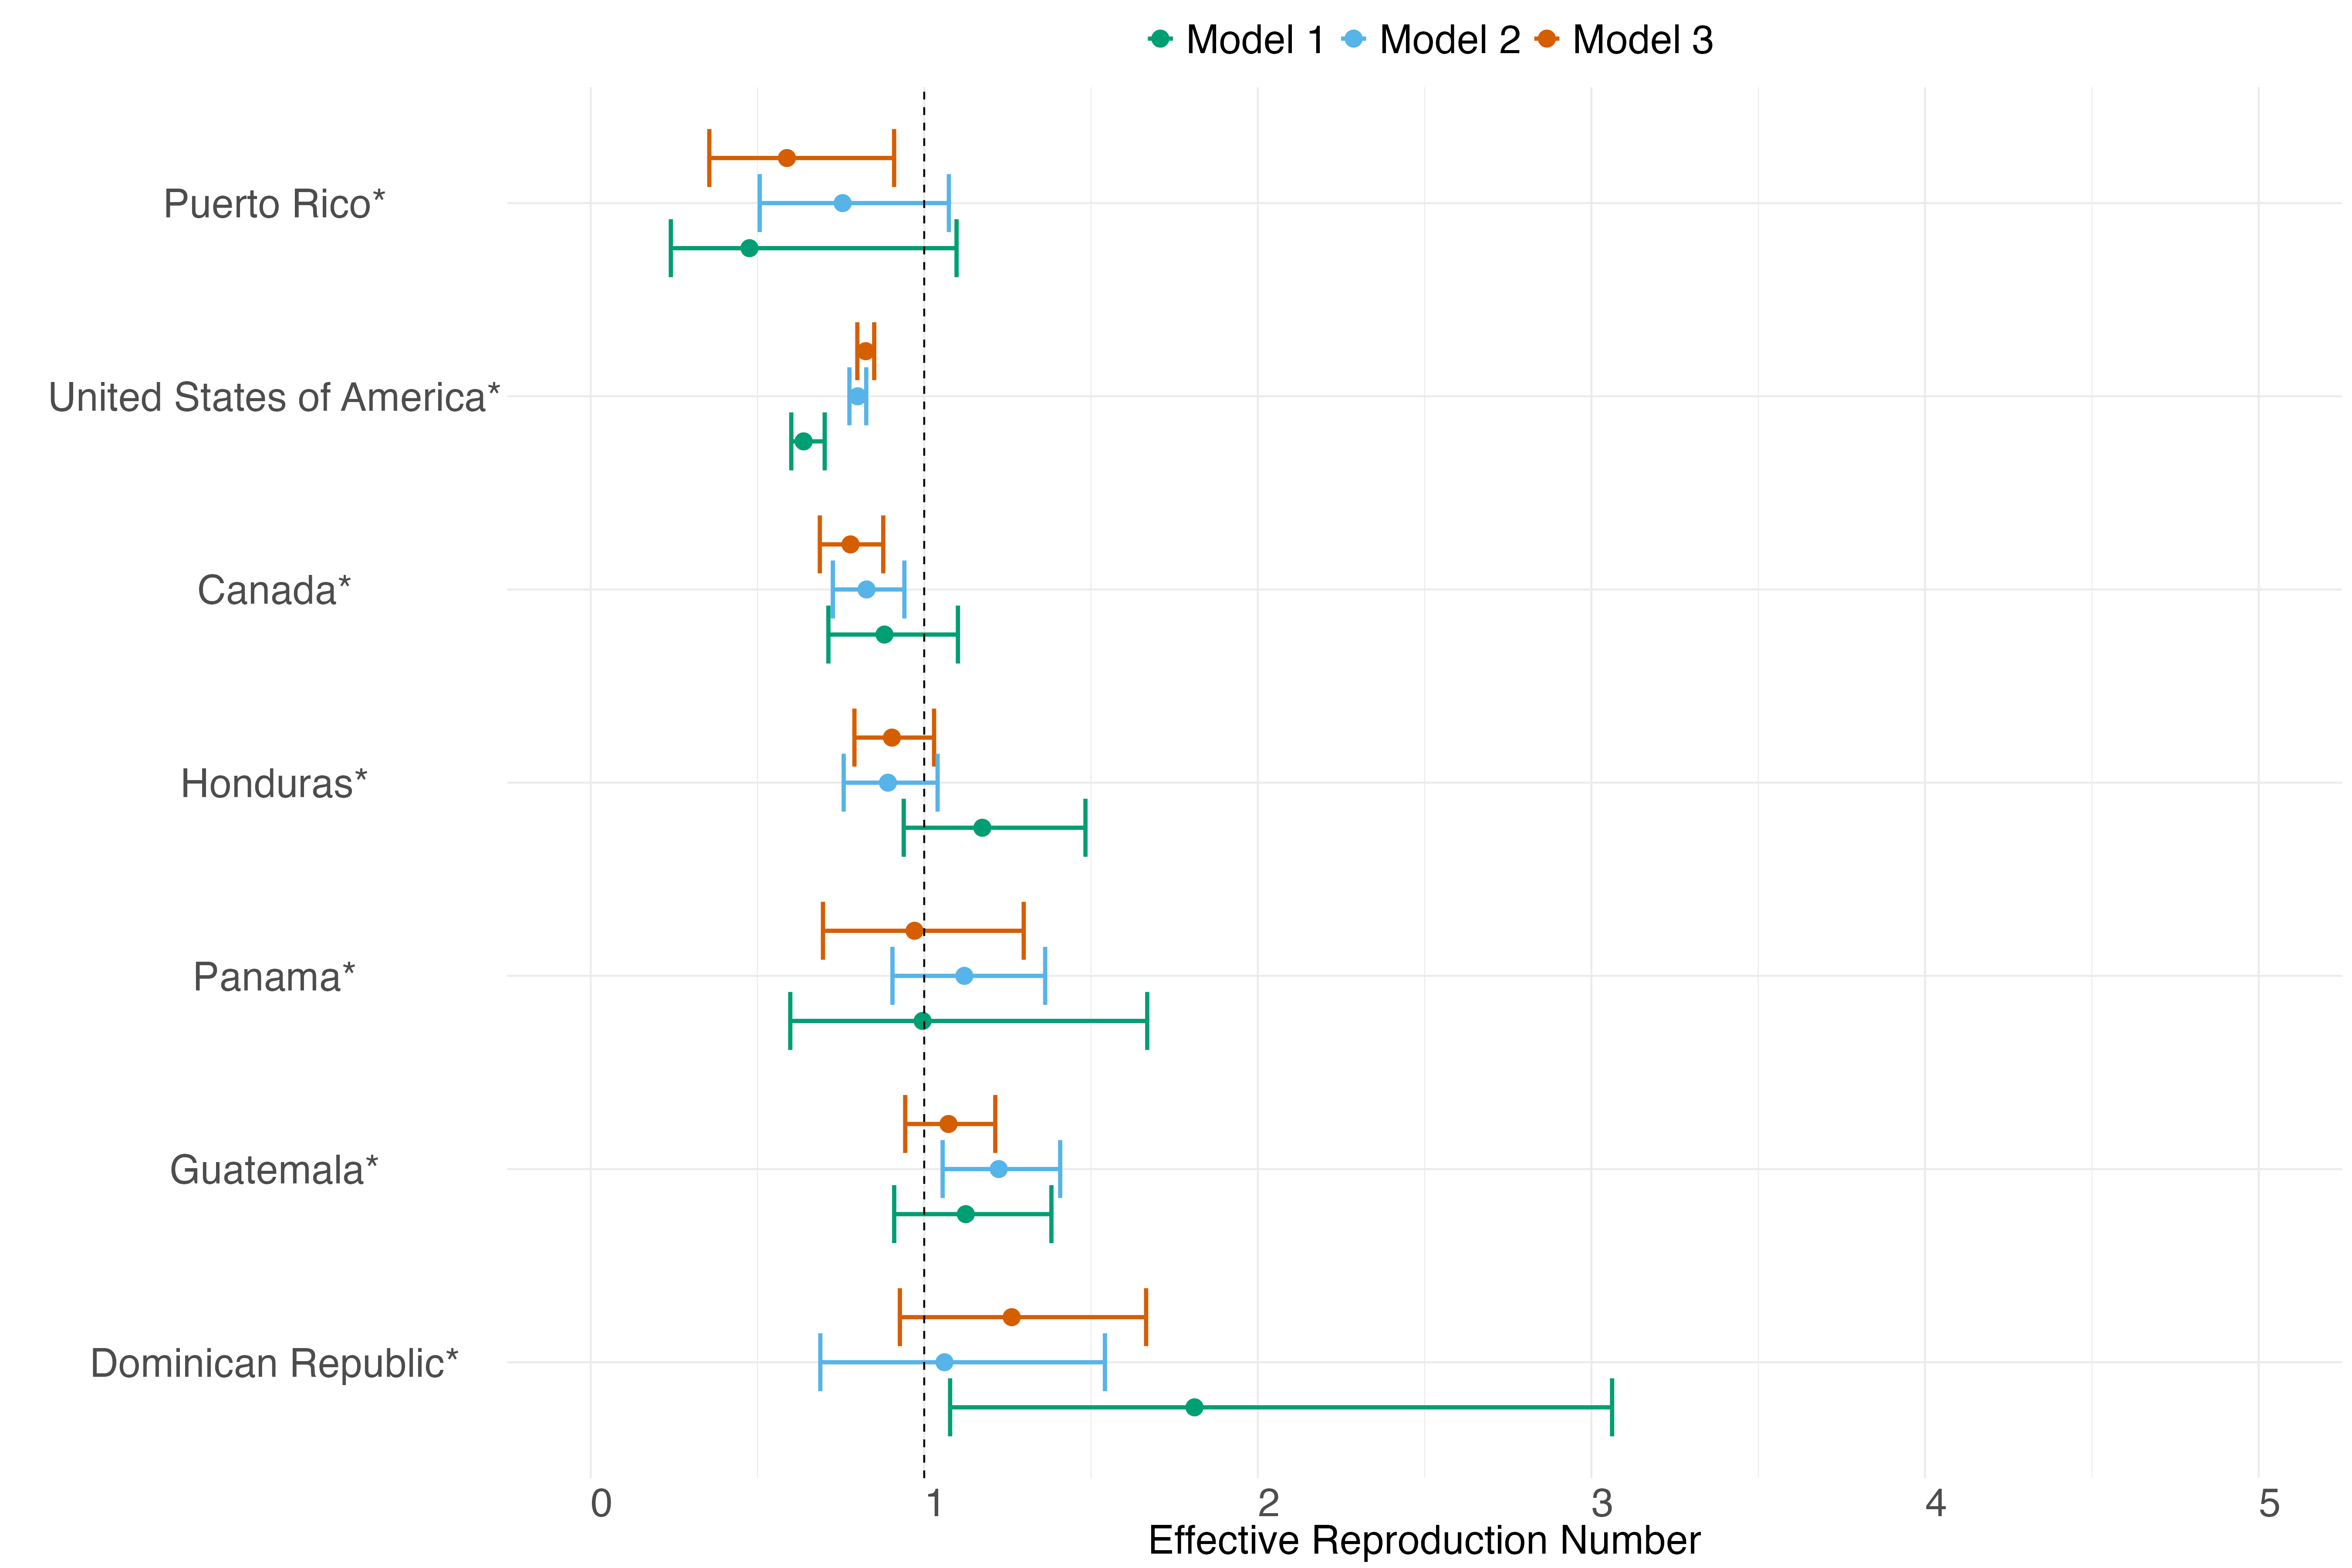 Model 1 Model 2 Model 3
Puerto Rico*
United States of America*
Canada*
Honduras*
Panama*
Guatemala*
Dominican Republic*
0 1 2 3 4 5
Effective Reproduction Number